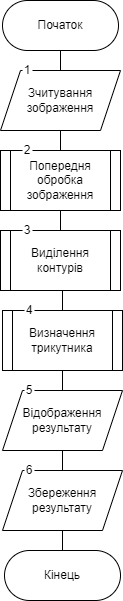 Початок
1
Зчитування
зображення
2
Попередня
обробка
зображення
3
Виділення
контурів
4
Визначення
трикутника
5
Відображення
результату
6
Збереження
результату
Кінець